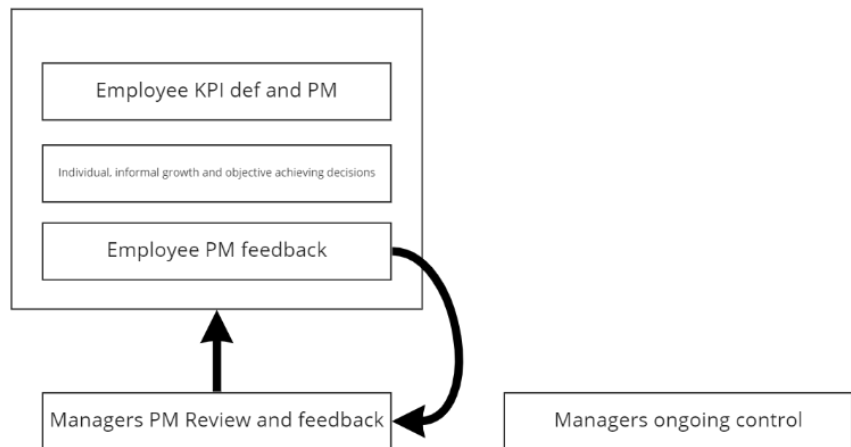 Employee KPI def and PM
Individual, informal growth and objective achieving decisions
Employee PM feedback
Managers PM Review and feedback
Managers ongoing control